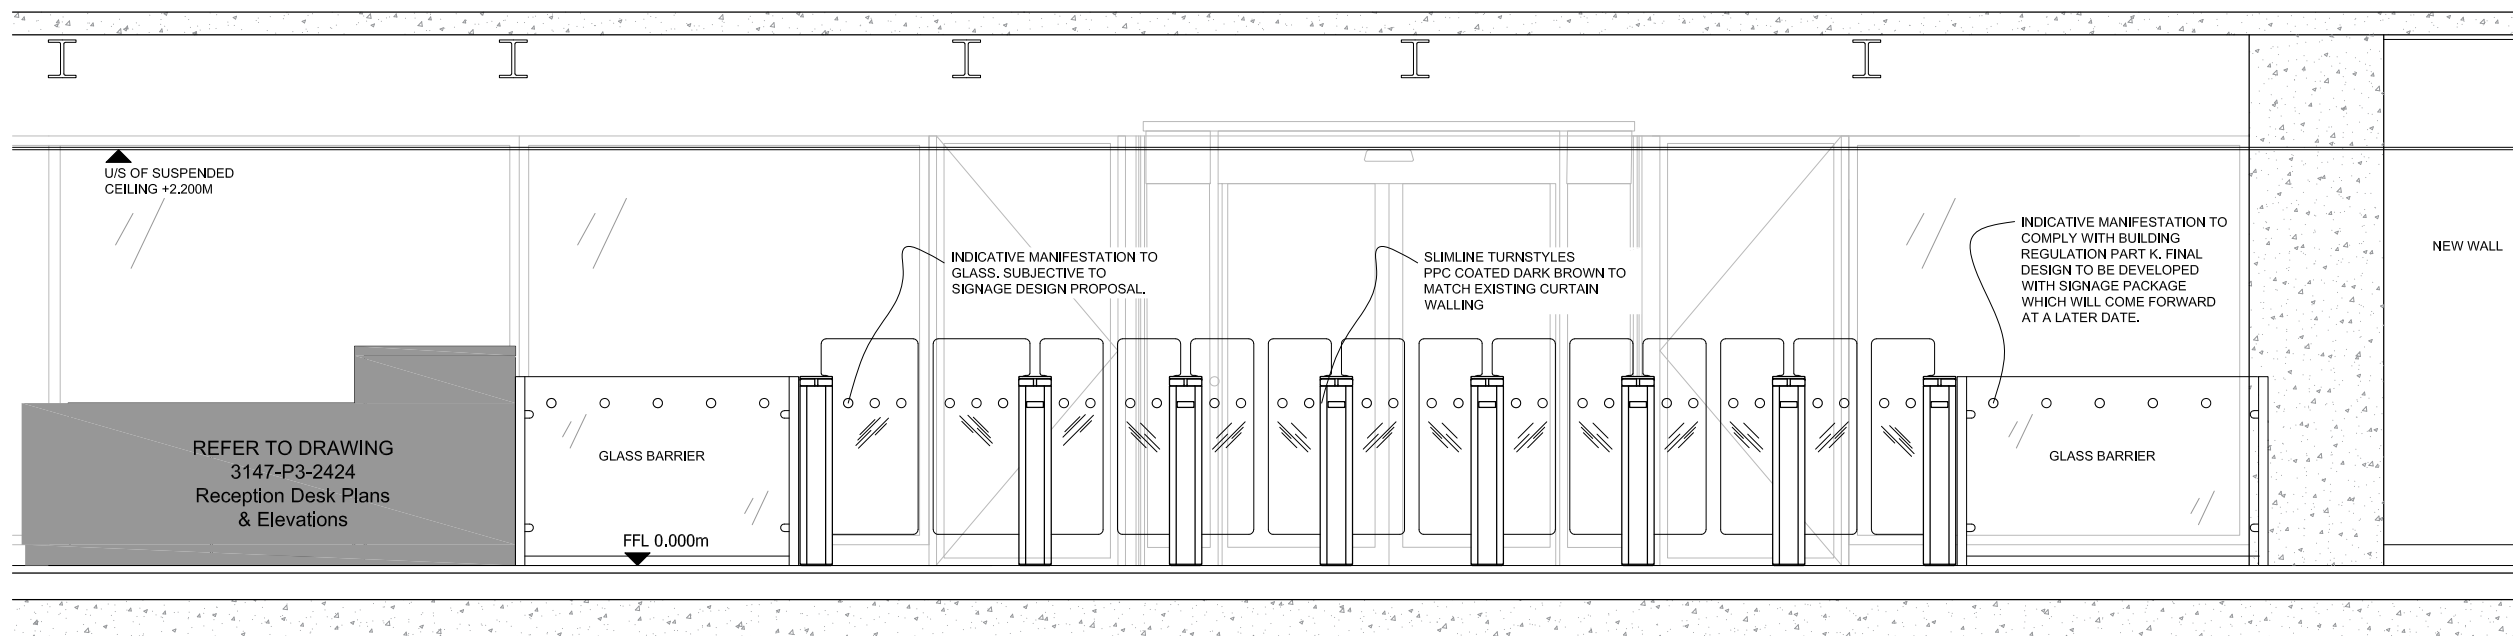 U/S OF SUSPENDED
CEILING +2.200M
INDICATIVE MANIFESTATION TO
GLASS. SUBJECTIVE TO
SIGNAGE DESIGN PROPOSAL.
SLIMLINE TURNSTYLES
PPC COATED DARK BROWN TO
MATCH EXISTING CURTAIN
WALLING
INDICATIVE MANIFESTATION TO
COMPLY WITH BUILDING
REGULATION PART K. FINAL
DESIGN TO BE DEVELOPED
WITH SIGNAGE PACKAGE
WHICH WILL COME FORWARD
AT A LATER DATE.
NEW WALL
REFER TO DRAWING
3147-P3-2424
Reception Desk Plans
& Elevations
GLASS BARRIER
FFL 0.000m
GLASS BARRIER